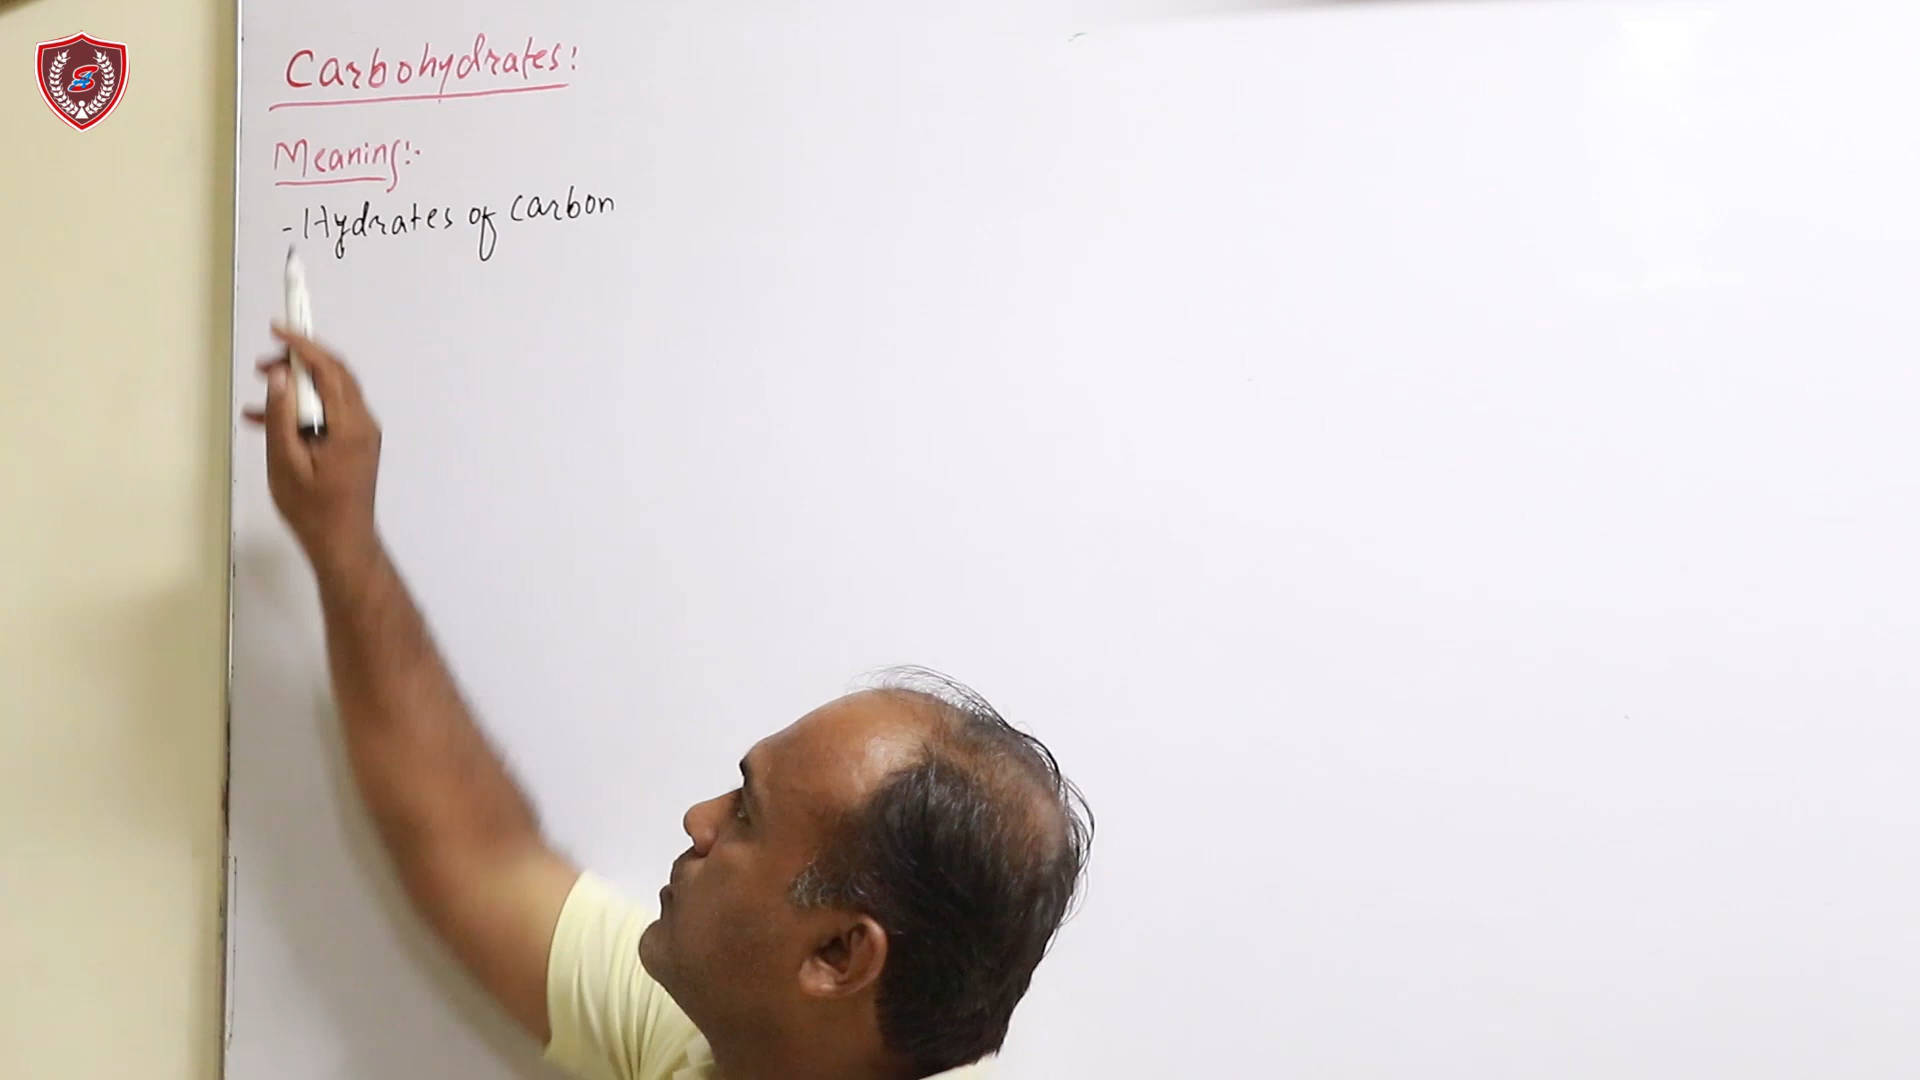 Carbohydrates:
Meaning:-
- Hydrates of carbon